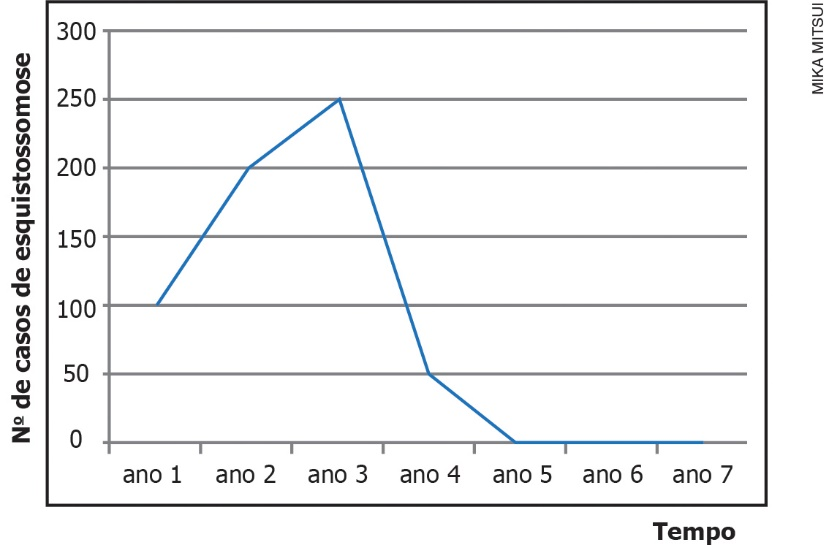 MIKA MITSUI
Nº de casos de esquistossomose
300
250
200
150
100
50
0
ano 1 ano 2 ano 3 ano 4 ano 5 ano 6 ano 7
Tempo